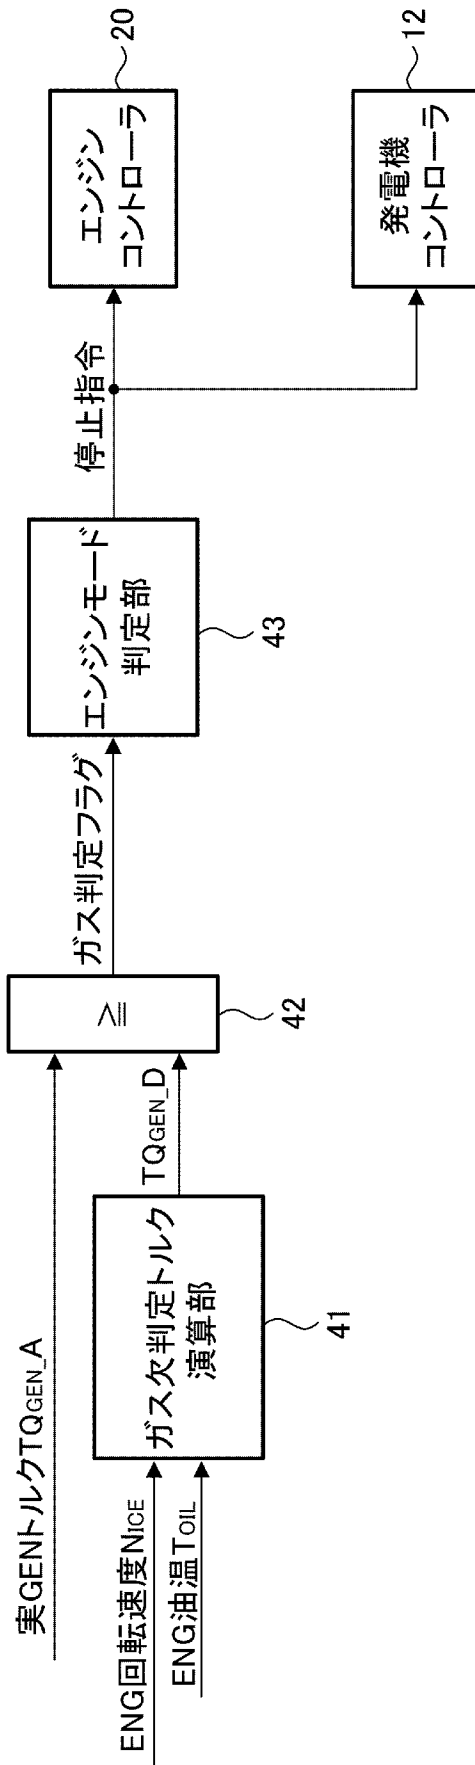 実GENトルクTQGEN_A
ENG回転速度NICE
ENG油温TOIL
ガス欠判定トルク
演算部
41
TQGEN_D
≧
42
ガス判定フラグ
エンジンモード
判定部
43
停止指令
エンジン
コントローラ
20
発電機
コントローラ
12